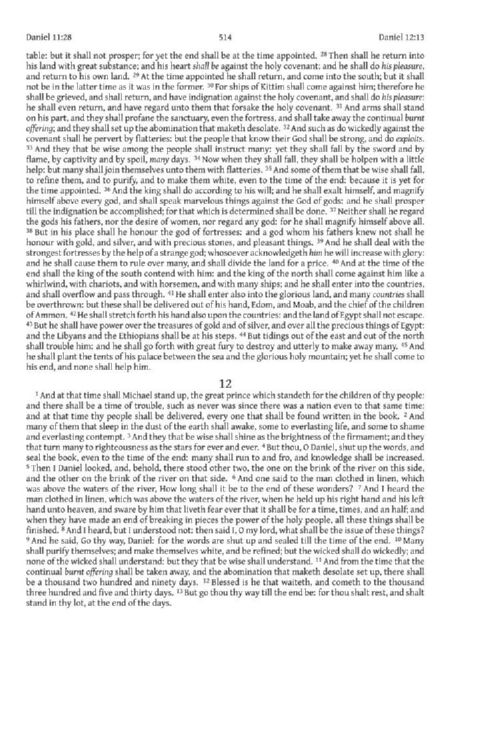 Daniel 11:28 514 Daniel 12:13
table: but it shall not prosper; for yet the end shall be at the time appointed. 28 Then shall he return into
his land with great substance; and his heart shall be against the holy covenant; and he shall do his pleasure,
and return to his own land. 29 At the time appointed he shall return, and come into the south; but it shall
not be in the latter time as it was in the former. 30 For ships of Kittim shall come against him; therefore he
shall be grieved, and shall return, and have indignation against the holy covenant, and shall do his pleasure:
he shall even return, and have regard unto them that forsake the holy covenant. 31 And arms shall stand
on his part, and they shall profane the sanctuary, even the fortress, and shall take away the continual burnt
offering; and they shall set up the abomination that maketh desolate. 32 And such as do wickedly against the
covenant shall he pervert by flatteries: but the people that know their God shall be strong, and do exploits.
33 And they that be wise among the people shall instruct many: yet they shall fall by the sword and by
flame, by captivity and by spoil, many days. 34 Now when they shall fall, they shall be holpen with a little
help: but many shall join themselves unto them with flatteries. 35 And some of them that be wise shall fall,
to refine them, and to purify, and to make them white, even to the time of the end: because it is yet for
the time appointed. 36 And the king shall do according to his will; and he shall exalt himself, and magnify
himself above every god, and shall speak marvelous things against the God of gods: and he shall prosper
till the indignation be accomplished; for that which is determined shall be done. 37 Neither shall he regard
the gods his fathers, nor the desire of women, nor regard any god: for he shall magnify himself above all.
38 But in his place shall he honour the god of fortresses: and a god whom his fathers knew not shall he
honour with gold, and silver, and with precious stones, and pleasant things. 39 And he shall deal with the
strongest fortresses by the help of a strange god; whosoever acknowledgeth him he will increase with glory:
and he shall cause them to rule over many, and shall divide the land for a price. 40 And at the time of the
end shall the king of the south contend with him: and the king of the north shall come against him like a
whirlwind, with chariots, and with horsemen, and with many ships; and he shall enter into the countries,
and shall overflow and pass through. 41 He shall enter also into the glorious land, and many countries shall
be overthrown: but these shall be delivered out of his hand, Edom, and Moab, and the chief of the children
of Ammon. 42 He shall stretch forth his hand also upon the countries: and the land of Egypt shall not escape.
43 But he shall have power over the treasures of gold and of silver, and over all the precious things of Egypt:
and the Libyans and the Ethiopians shall be at his steps. 44 But tidings out of the east and out of the north
shall trouble him: and he shall go forth with great fury to destroy and utterly to make away many. 45 And
he shall plant the tents of his palace between the sea and the glorious holy mountain; yet he shall come to
his end, and none shall help him.
12
1 And at that time shall Michael stand up, the great prince which standeth for the children of thy people:
and there shall be a time of trouble, such as never was since there was a nation even to that same time:
and at that time thy people shall be delivered, every one that shall be found written in the book. 2 And
many of them that sleep in the dust of the earth shall awake, some to everlasting life, and some to shame
and everlasting contempt. 3 And they that be wise shall shine as the brightness of the firmament; and they
that turn many to righteousness as the stars for ever and ever. 4 But thou, O Daniel, shut up the words, and
seal the book, even to the time of the end: many shall run to and fro, and knowledge shall be increased.
5 Then I Daniel looked, and, behold, there stood other two, the one on the brink of the river on this side,
and the other on the brink of the river on that side. 6 And one said to the man clothed in linen, which
was above the waters of the river, How long shall it be to the end of these wonders? 7 And I heard the
man clothed in linen, which was above the waters of the river, when he held up his right hand and his left
hand unto heaven, and sware by him that liveth fear ever that it shall be for a time, times, and an half; and
when they have made an end of breaking in pieces the power of the holy people, all these things shall be
finished. 8 And I heard, but I understood not: then said I, O my lord, what shall be the issue of these things?
9 And he said, Go thy way, Daniel: for the words are shut up and sealed till the time of the end. 10 Many
shall purify themselves; and make themselves white, and be refined; but the wicked shall do wickedly; and
none of the wicked shall understand: but they that be wise shall understand. 11 And from the time that the
continual burnt offering shall be taken away, and the abomination that maketh desolate set up, there shall
be a thousand two hundred and ninety days. 12 Blessed is he that waiteth, and cometh to the thousand
three hundred and five and thirty days. 13 But go thou thy way till the end be: for thou shalt rest, and shalt
stand in thy lot, at the end of the days.